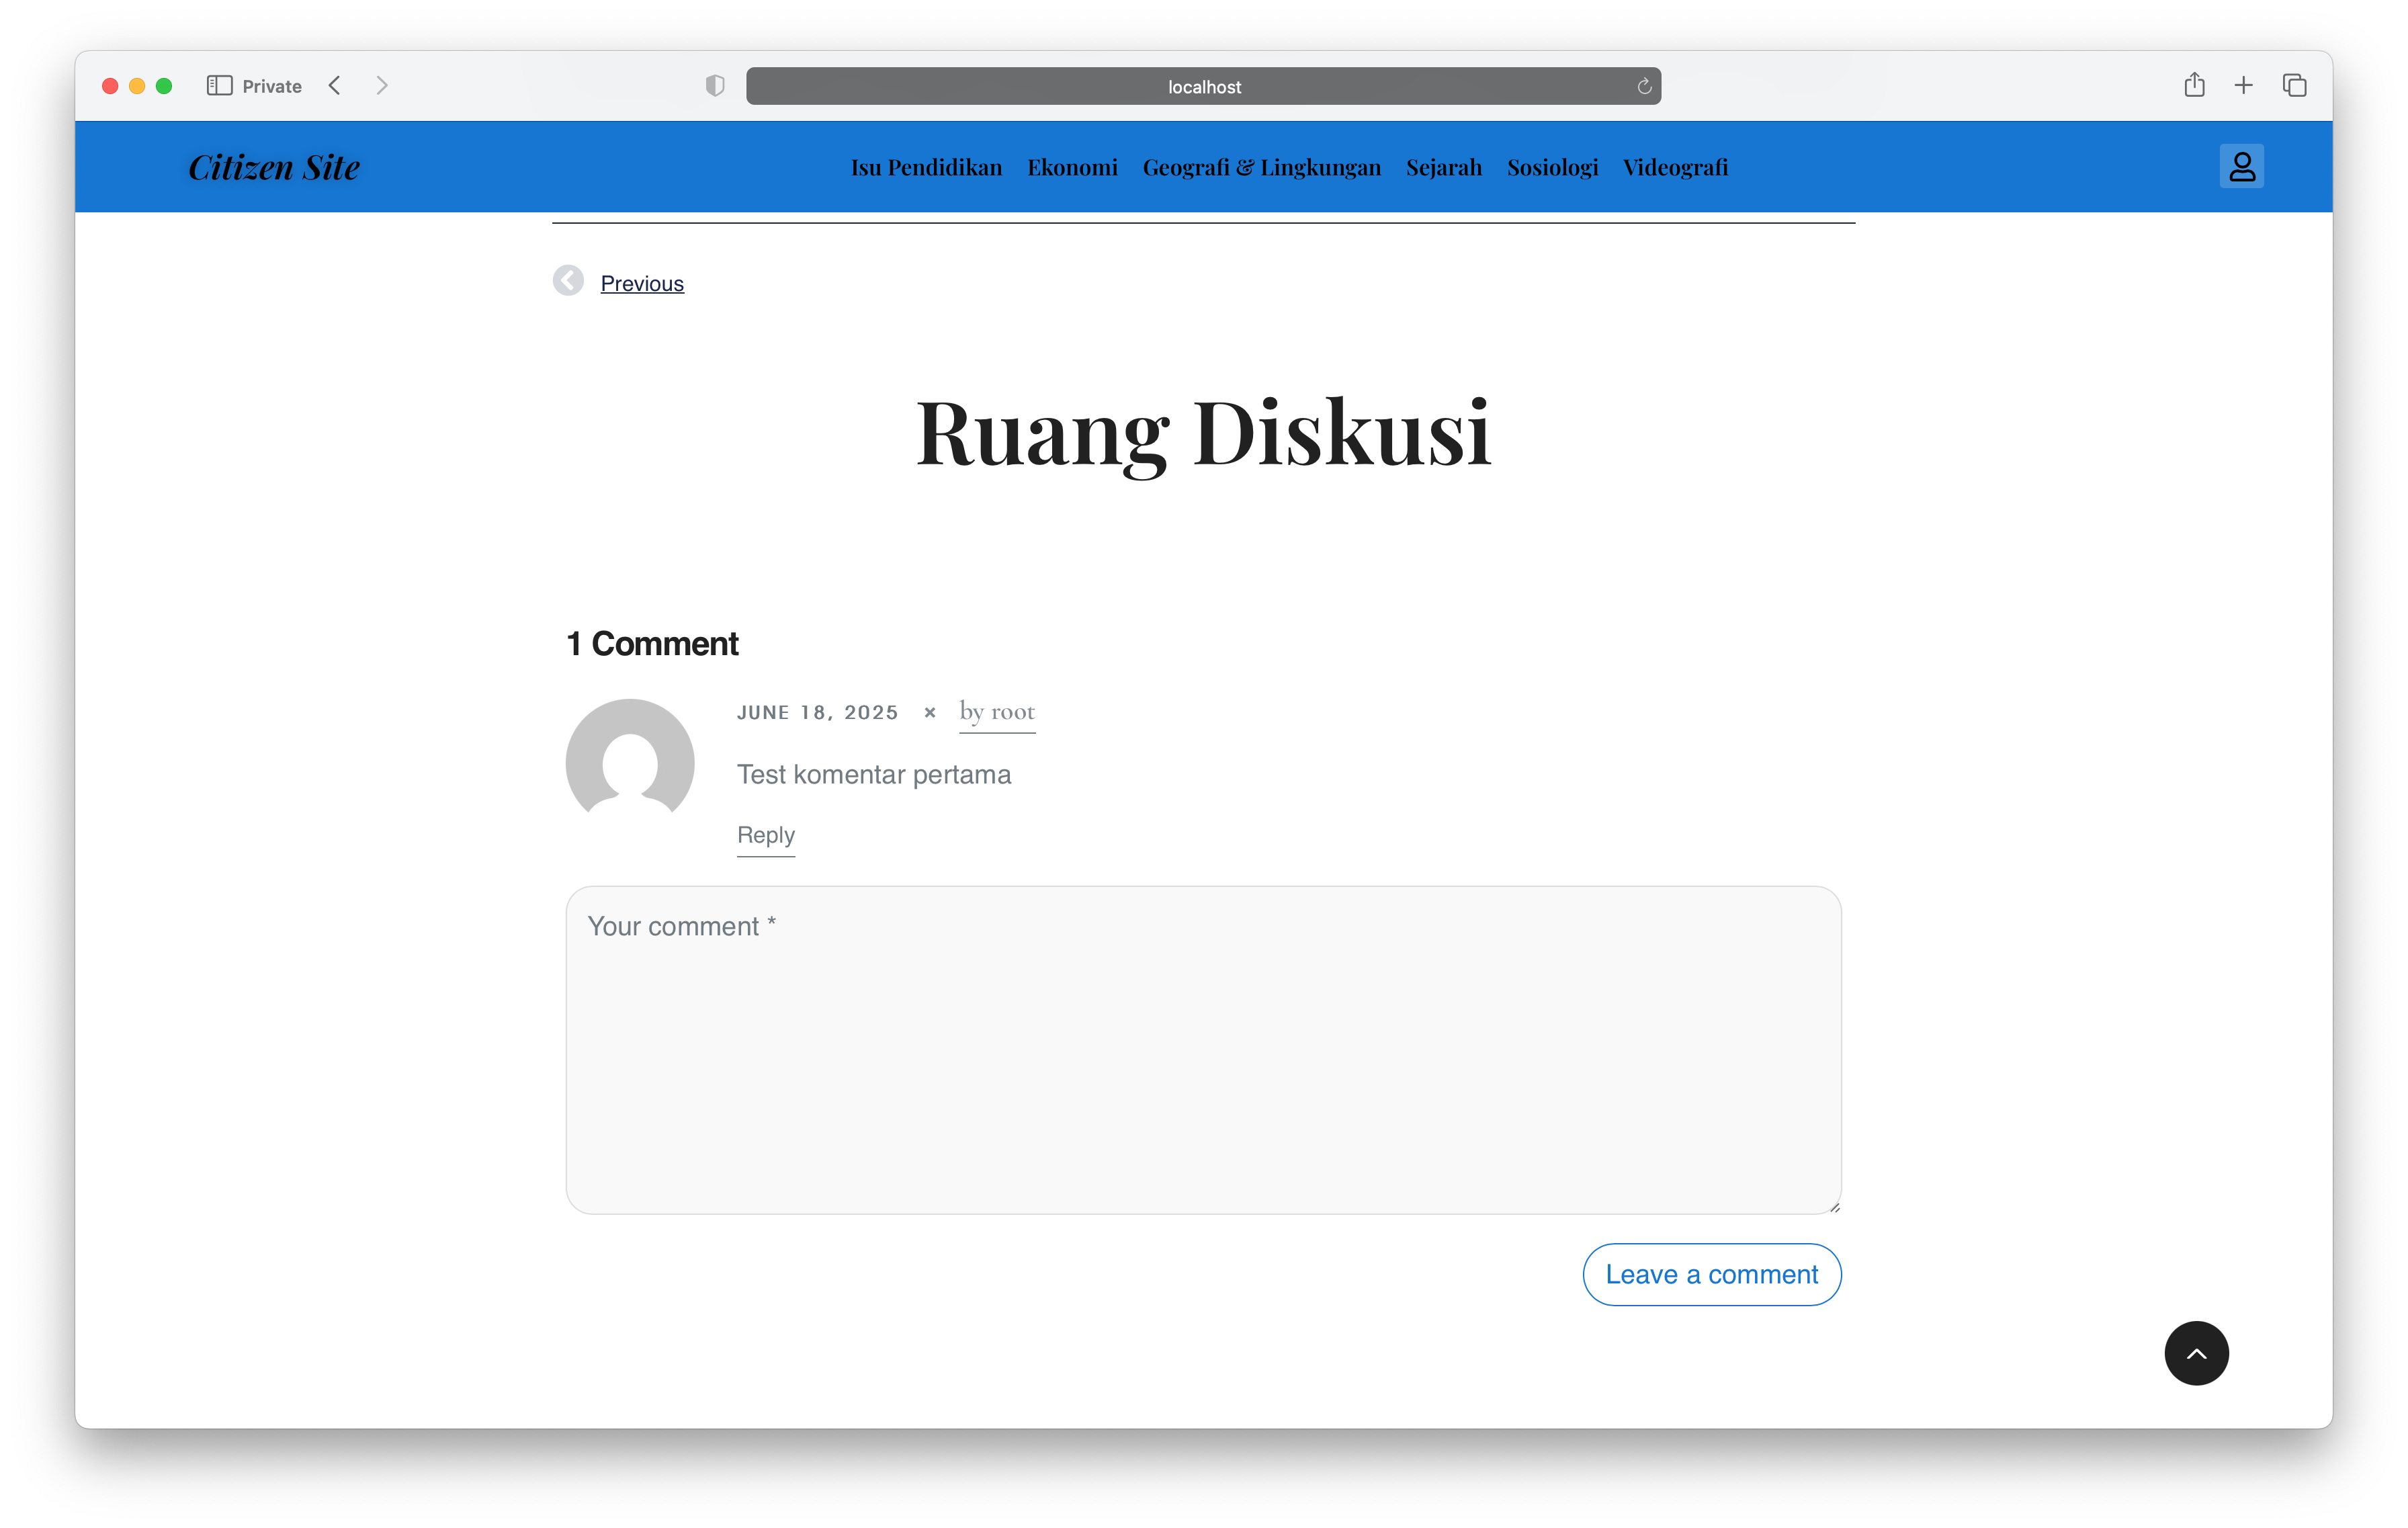 Private
localhost
Citizen Site
Isu Pendidikan Ekonomi Geografi & Lingkungan Sejarah Sosiologi Videografi
Previous
Ruang Diskusi
1 Comment
JUNE 18, 2025 × by root
Test komentar pertama
Reply
Your comment *
Leave a comment